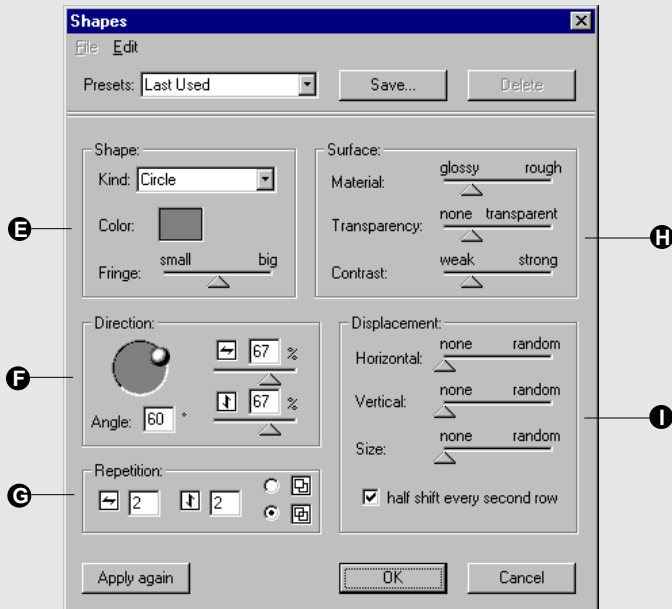 Shapes
File Edit
Presets: Last Used Save... Delete
Shape:
Kind: Circle
Color:
Fringe: small big
E
Surface:
Material: glossy rough
Transparency: none transparent
Contrast: weak strong
H
Direction:
67 %
67 %
Angle: 60 °
F
Displacement:
Horizontal: none random
Vertical: none random
Size: none random
half shift every second row
I
Repetition:
2 2
G
Apply again OK Cancel